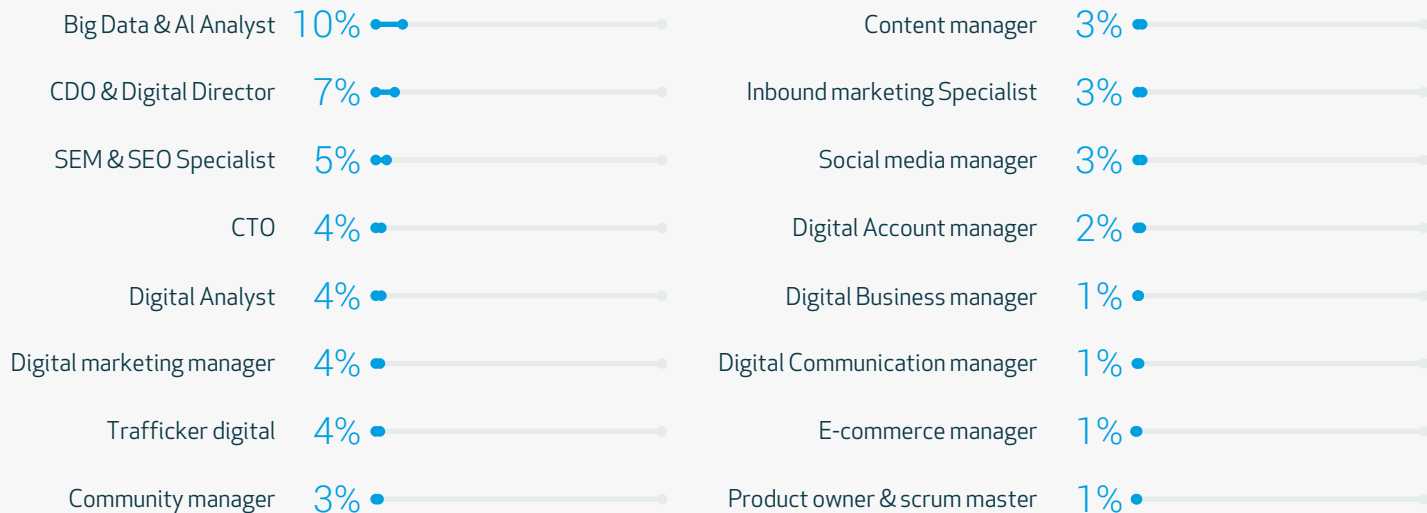 Big Data & Al Analyst 10%
CDO & Digital Director 7%
SEM & SEO Specialist 5%
CTO 4%
Digital Analyst 4%
Digital marketing manager 4%
Trafficker digital 4%
Community manager 3%
Content manager 3%
Inbound marketing Specialist 3%
Social media manager 3%
Digital Account manager 2%
Digital Business manager 1%
Digital Communication manager 1%
E-commerce manager 1%
Product owner & scrum master 1%